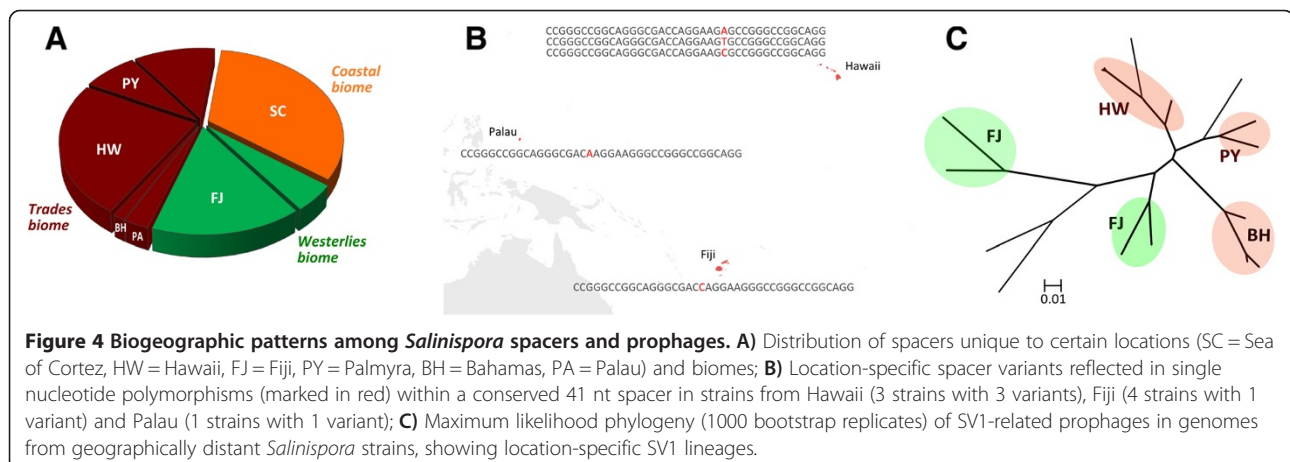 A
PY
SC
Coastal
biome
HW
FJ
Trades
biome
BH
PA
Westerlies
biome
B
CCGGGCCGGCAGGGCGACCAGGAAGAGCCGGGCCGGCAGG
CCGGGCCGGCAGGGCGACCAGGAAGTGCCGGGCCGGCAGG
CCGGGCCGGCAGGGCGACCAGGAAGCGCCGGGCCGGCAGG
Hawaii
Palau
CCGGGCCGGCAGGGCGACAAGGAAGGGCCGGGCCGGCAGG
Fiji
CCGGGCCGGCAGGGCGACCAGGAAGGGCCGGGCCGGCAGG
C
HW
FJ
PY
FJ
BH
0.01
Figure 4 Biogeographic patterns among Salinispora spacers and prophages. A) Distribution of spacers unique to certain locations (SC = Sea
of Cortez, HW = Hawaii, FJ = Fiji, PY = Palmyra, BH = Bahamas, PA = Palau) and biomes; B) Location-specific spacer variants reflected in single
nucleotide polymorphisms (marked in red) within a conserved 41 nt spacer in strains from Hawaii (3 strains with 3 variants), Fiji (4 strains with 1
variant) and Palau (1 strains with 1 variant); C) Maximum likelihood phylogeny (1000 bootstrap replicates) of SV1-related prophages in genomes
from geographically distant Salinispora strains, showing location-specific SV1 lineages.